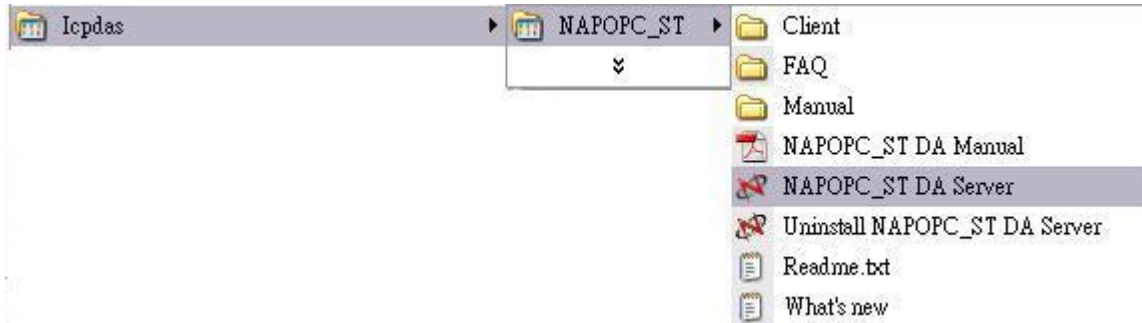 Icpdas
NAPOPC_ST
Client
FAQ
Manual
NAPOPC_ST DA Manual
NAPOPC_ST DA Server
Uninstall NAPOPC_ST DA Server
Readme.txt
What's new